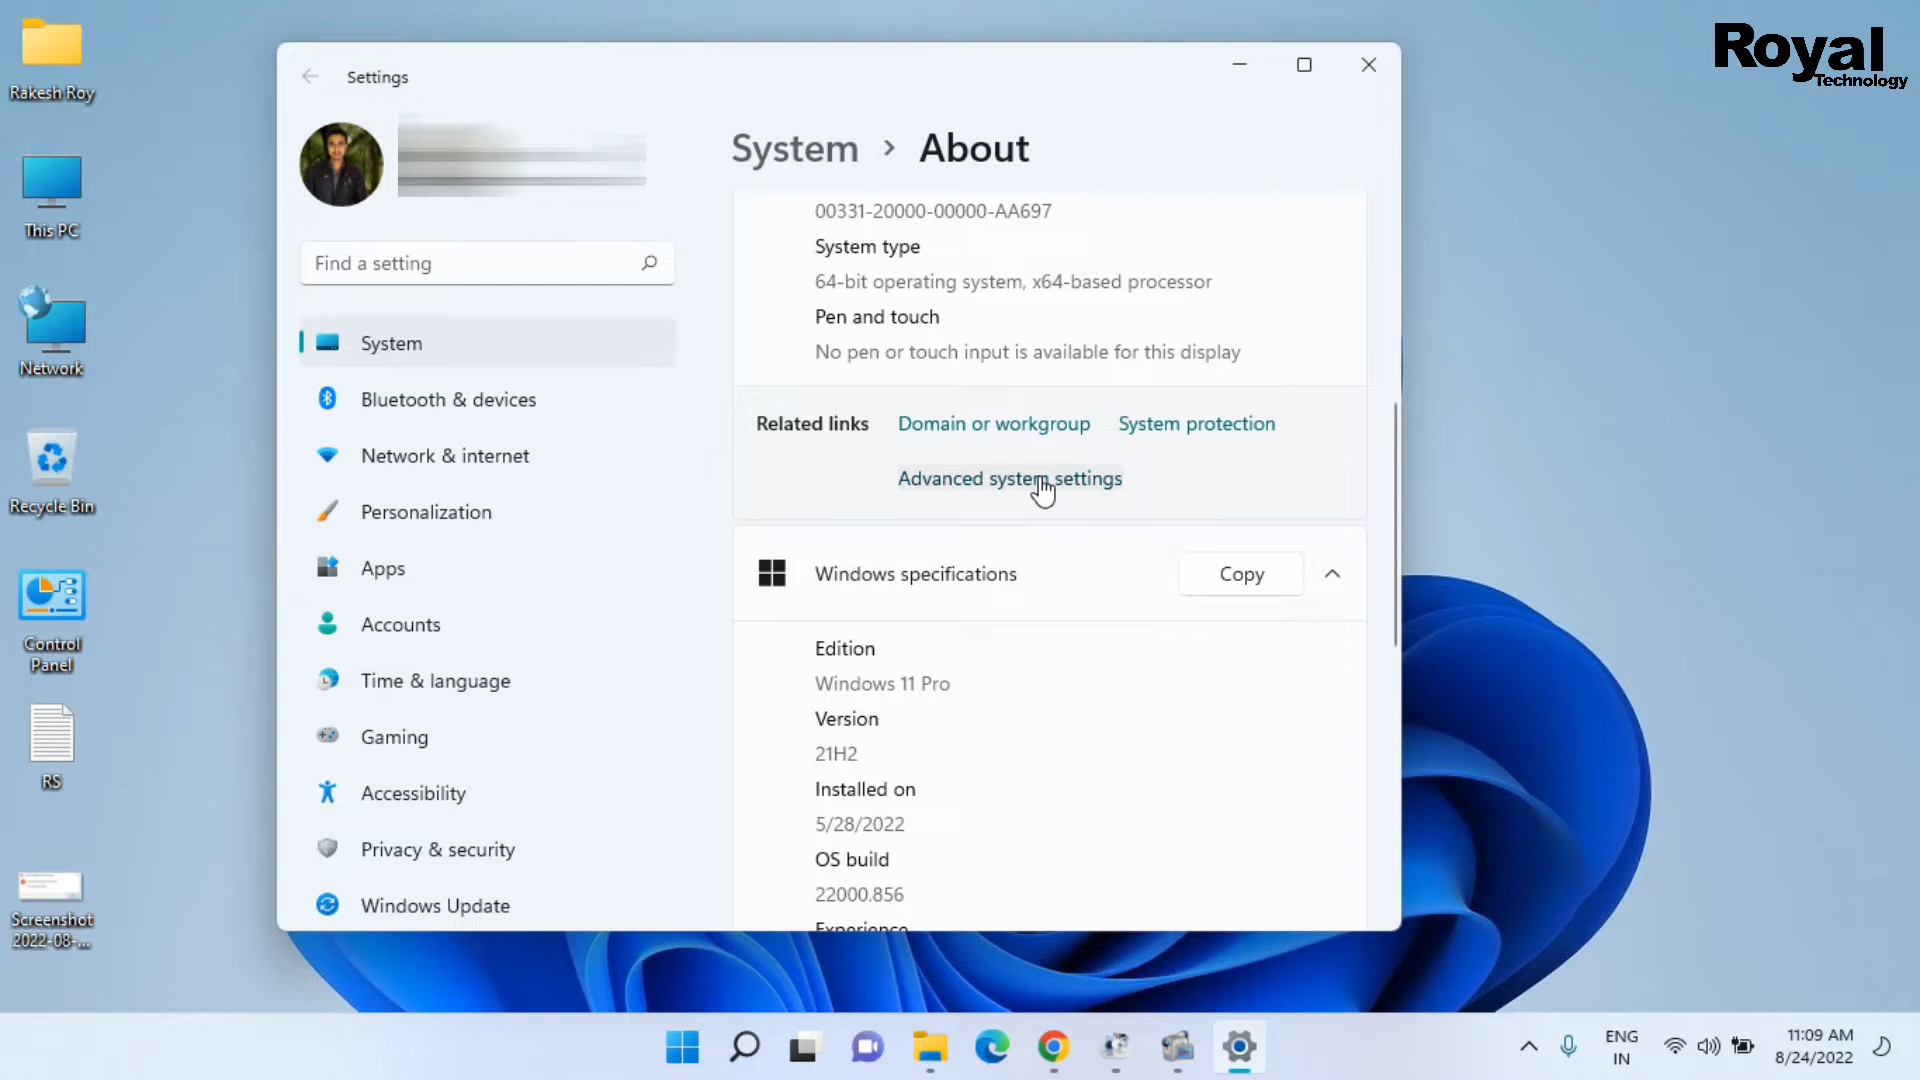 Rakesh Roy
This PC
Network
Recycle Bin
Control
Panel
RS
Screenshot
2022-08-...
Settings
Find a setting
System
Bluetooth & devices
Network & internet
Personalization
Apps
Accounts
Time & language
Gaming
Accessibility
Privacy & security
Windows Update
System > About
00331-20000-00000-AA697
System type
64-bit operating system, x64-based processor
Pen and touch
No pen or touch input is available for this display
Related links Domain or workgroup System protection
Advanced system settings
Windows specifications Copy
Edition
Windows 11 Pro
Version
21H2
Installed on
5/28/2022
OS build
22000.856
Experience
Royal
Technology
ENG
IN
11:09 AM
8/24/2022